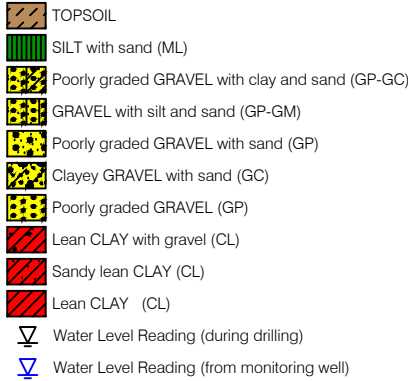 TOPSOIL
SILT with sand (ML)
Poorly graded GRAVEL with clay and sand (GP-GC)
GRAVEL with silt and sand (GP-GM)
Poorly graded GRAVEL with sand (GP)
Clayey GRAVEL with sand (GC)
Poorly graded GRAVEL (GP)
Lean CLAY with gravel (CL)
Sandy lean CLAY (CL)
Lean CLAY (CL)
Water Level Reading (during drilling)
Water Level Reading (from monitoring well)